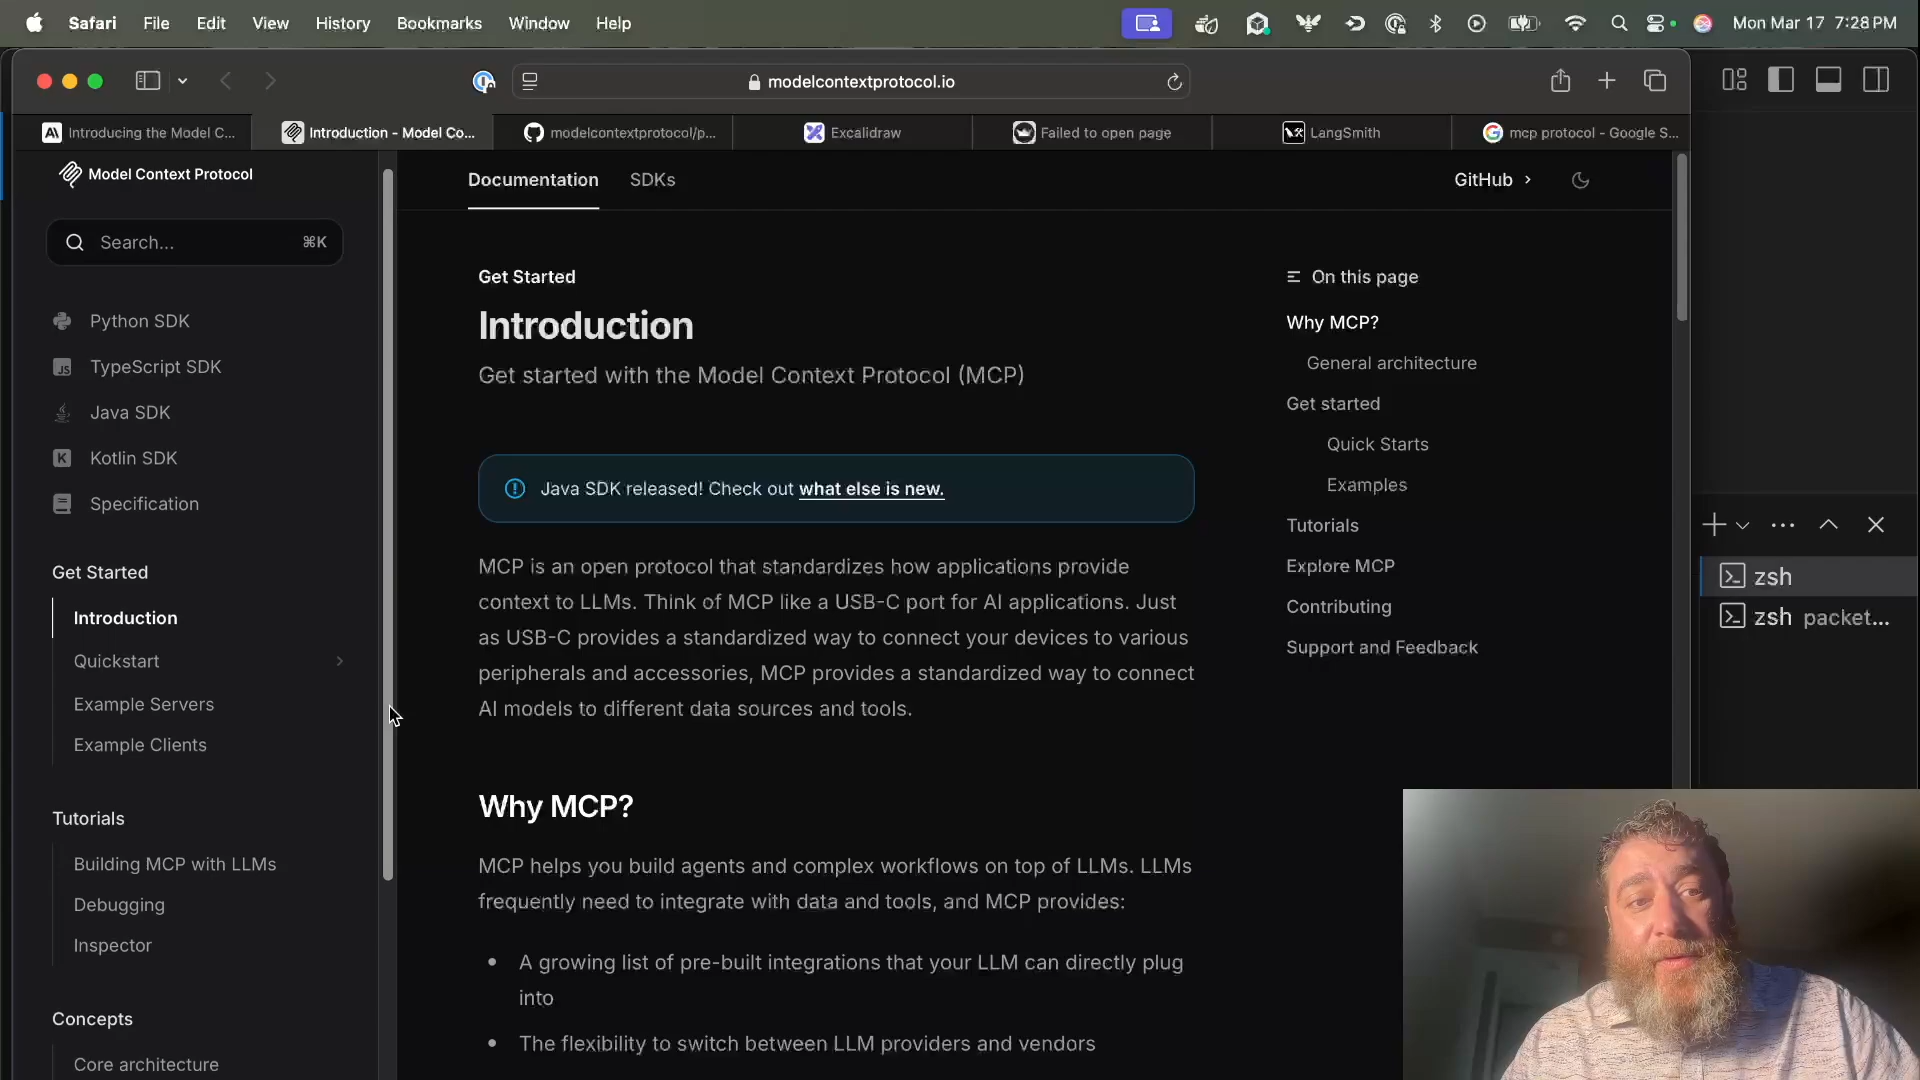 Safari File Edit View History Bookmarks Window Help Mon Mar 17 7:28 PM
modelcontextprotocol.io
Introducing the Model C... Introduction - Model Co... modelcontextprotocol/p... Excalidraw Failed to open page LangSmith mcp protocol - Google S...
Model Context Protocol
Search... ⌘K
Python SDK
TypeScript SDK
Java SDK
Kotlin SDK
Specification
Get Started
Introduction
Quickstart
Example Servers
Example Clients
Tutorials
Building MCP with LLMs
Debugging
Inspector
Concepts
Core architecture
Documentation SDKs GitHub
Get Started
Introduction
Get started with the Model Context Protocol (MCP)
Java SDK released! Check out what else is new.
MCP is an open protocol that standardizes how applications provide
context to LLMs. Think of MCP like a USB-C port for AI applications. Just
as USB-C provides a standardized way to connect your devices to various
peripherals and accessories, MCP provides a standardized way to connect
AI models to different data sources and tools.
Why MCP?
MCP helps you build agents and complex workflows on top of LLMs. LLMs
frequently need to integrate with data and tools, and MCP provides:
• A growing list of pre-built integrations that your LLM can directly plug
into
• The flexibility to switch between LLM providers and vendors
On this page
Why MCP?
General architecture
Get started
Quick Starts
Examples
Tutorials
Explore MCP
Contributing
Support and Feedback
zsh
zsh packet...